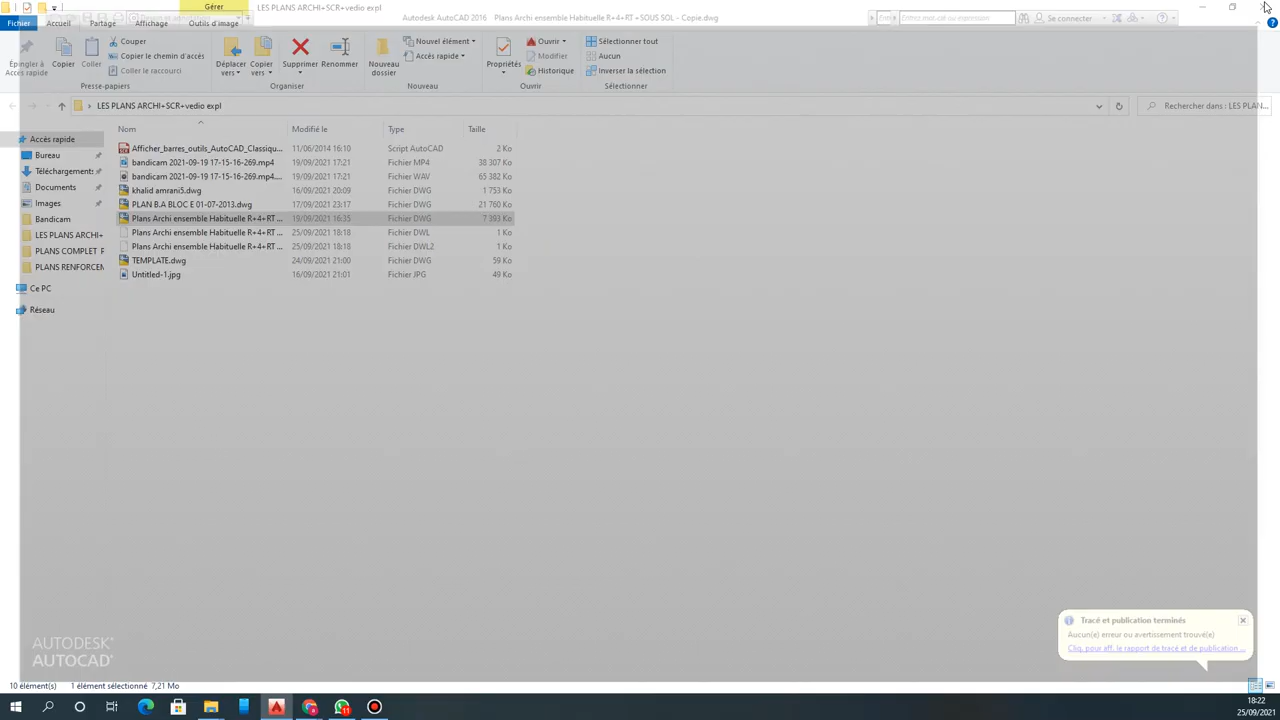 Gérer
LES PLANS ARCHI+SCR+vedio expl
Autodesk AutoCAD 2016 Plans Archi ensemble Habituelle R+4+RT +SOUS SOL - Copie.dwg
Se connecter
Fichier Accueil Partage Affichage Outils d'image
Épingler à Accès rapide
Copier
Coller
Couper
Copier le chemin d'accès
Coller le raccourci
Presse-papiers
Déplacer vers
Copier vers
Supprimer
Renommer
Organiser
Nouveau dossier
Nouvel élément
Accès rapide
Nouveau
Propriétés
Ouvrir
Modifier
Historique
Ouvrir
Sélectionner tout
Aucun
Inverser la sélection
Sélectionner
LES PLANS ARCHI+SCR+vedio expl
Rechercher dans : LES PLAN...
Nom Modifié le Type Taille
Accès rapide
Bureau
Téléchargements
Documents
Images
Bandicam
LES PLANS ARCHI+
PLANS COMPLET
PLANS RENFORCEM
Ce PC
Réseau
Afficher_barres_outils_AutoCAD_Classiqu... 11/06/2014 16:10 Script AutoCAD 2 Ko
bandicam 2021-09-19 17-15-16-269.mp4 19/09/2021 17:21 Fichier MP4 38 307 Ko
bandicam 2021-09-19 17-15-16-269.mp4.... 19/09/2021 17:21 Fichier WAV 65 382 Ko
khalid amrani5.dwg 16/09/2021 20:09 Fichier DWG 1 753 Ko
PLAN B.A BLOC E 01-07-2013.dwg 17/09/2021 23:17 Fichier DWG 21 760 Ko
Plans Archi ensemble Habituelle R+4+RT ... 19/09/2021 16:35 Fichier DWG 7 393 Ko
Plans Archi ensemble Habituelle R+4+RT ... 25/09/2021 18:18 Fichier DWL 1 Ko
Plans Archi ensemble Habituelle R+4+RT ... 25/09/2021 18:18 Fichier DWL2 1 Ko
TEMPLATE.dwg 24/09/2021 21:00 Fichier DWG 59 Ko
Untitled-1.jpg 16/09/2021 21:01 Fichier JPG 49 Ko
Tracé et publication terminés
Aucun(e) erreur ou avertissement trouvé(e)
Cliq. pour aff. le rapport de tracé et de publication ...
AUTODESK®
AUTOCAD®
10 élément(s) 1 élément sélectionné 7,21 Mo
11
18:22
25/09/2021